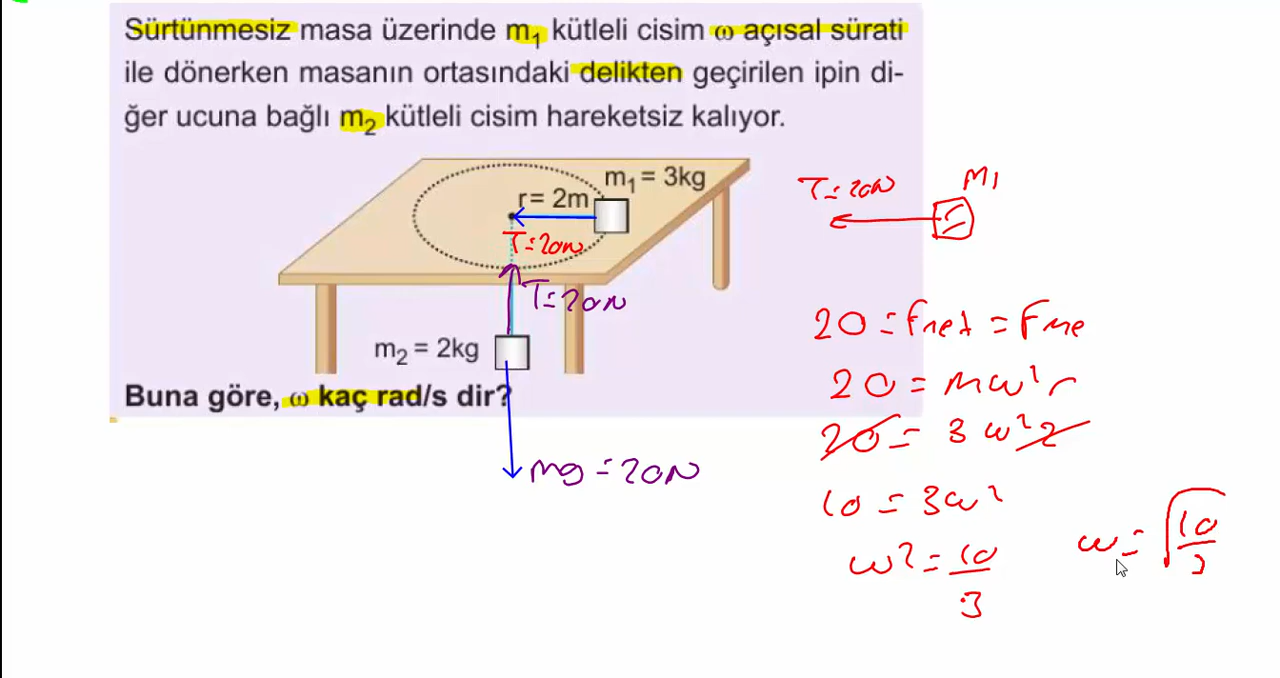 Sürtünmesiz masa üzerinde m₁ kütleli cisim ω açısal sürati
ile dönerken masanın ortasındaki delikten geçirilen ipin di-
ğer ucuna bağlı m₂ kütleli cisim hareketsiz kalıyor.
m₁ = 3kg
r= 2m
T=20N
T=20N
m₂ = 2kg
Buna göre, ω kaç rad/s dir?
mg = 20N
T=20N
M1
20 = Fnet = Fme
20 = mω²r
20 = 3ω²2
10 = 3ω²
ω² = 10/3
ω = √10/3